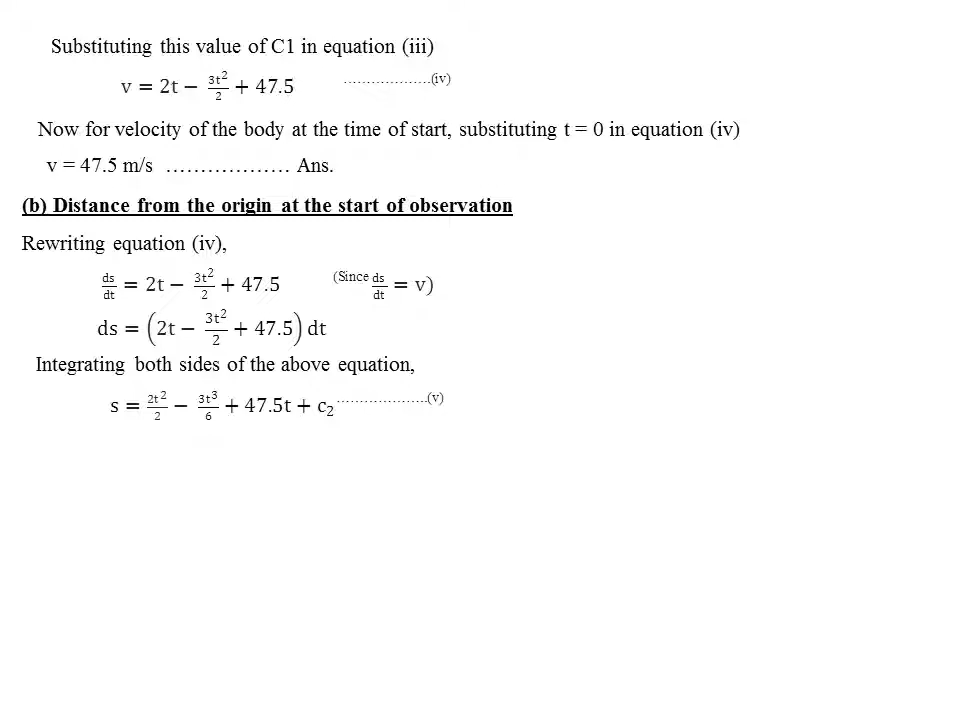 Substituting this value of C1 in equation (iii)
v = 2t − 3t²/2 + 47.5 ...................(iv)
Now for velocity of the body at the time of start, substituting t = 0 in equation (iv)
v = 47.5 m/s .................. Ans.
(b) Distance from the origin at the start of observation
Rewriting equation (iv),
ds/dt = 2t − 3t²/2 + 47.5 (Since ds/dt = v)
ds = (2t − 3t²/2 + 47.5) dt
Integrating both sides of the above equation,
s = 2t²/2 − 3t³/6 + 47.5t + c₂ ....................(v)